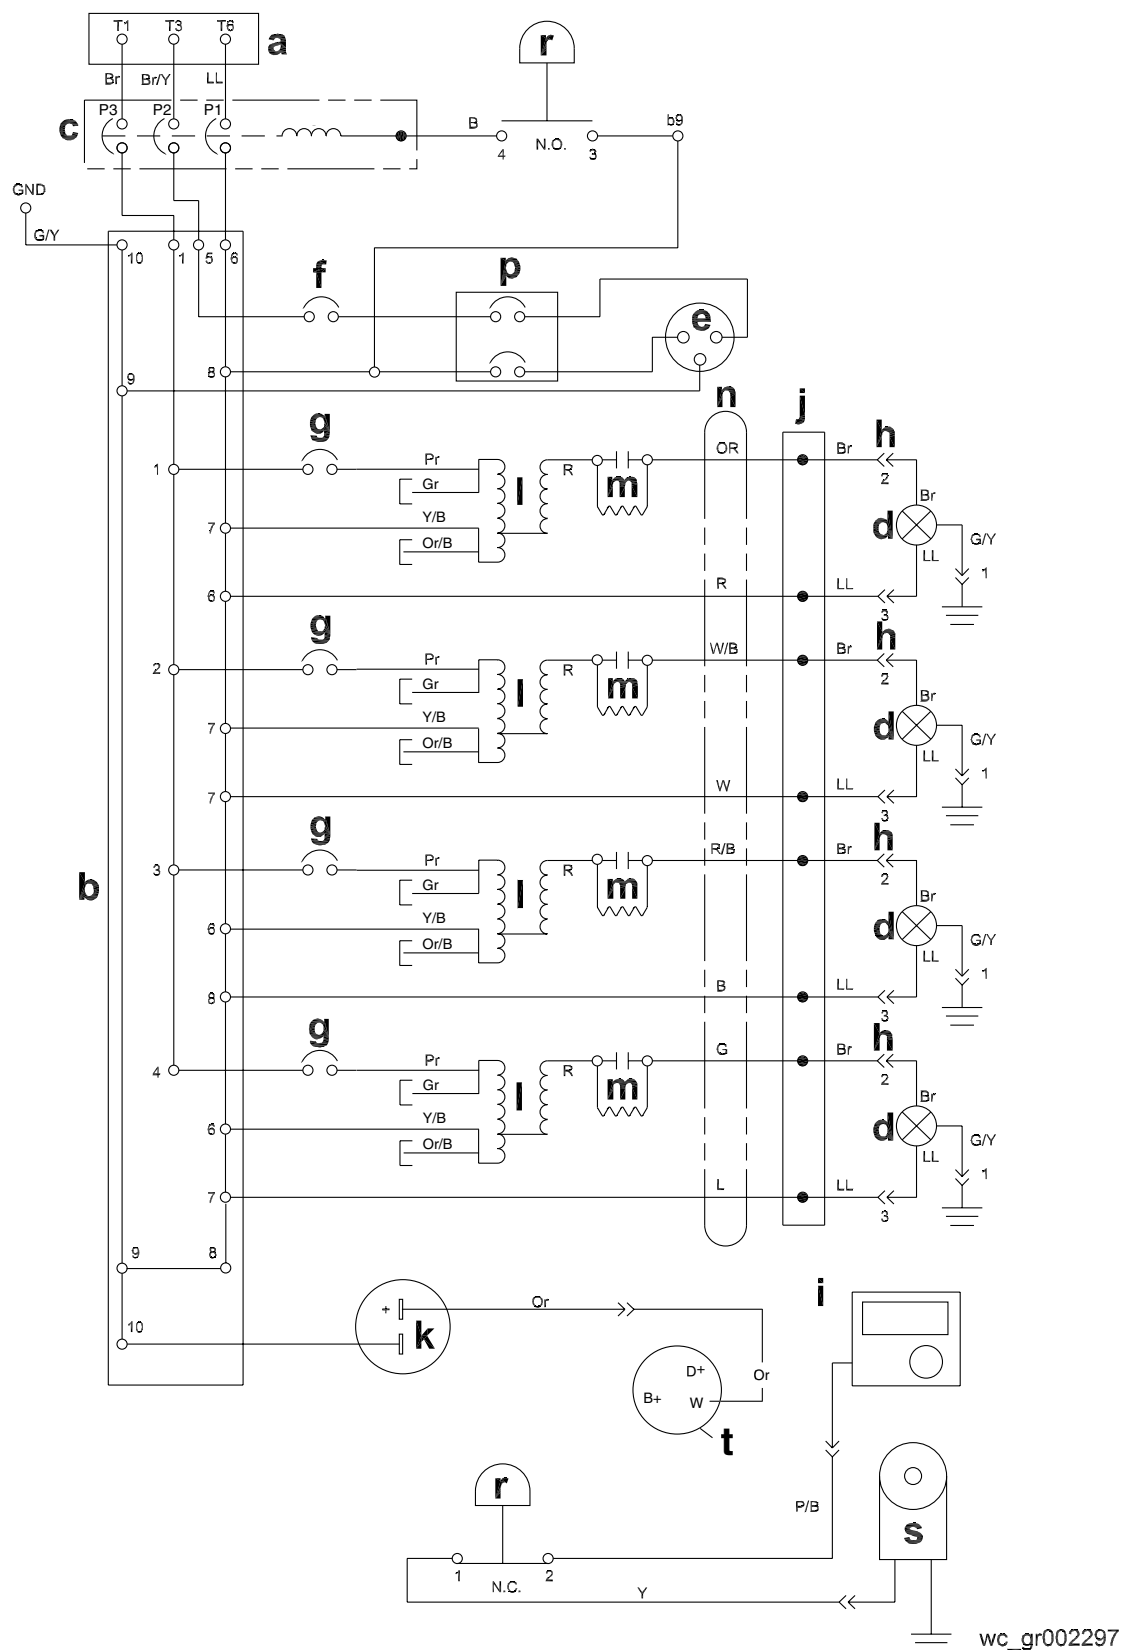 T1 T3 T6 a
Br Br/Y LL
r
c P3 P2 P1
B b9
4 N.O. 3
GND
G/Y
10 1 5 6
f p e
8
9
n j
g OR Br h
1 Pr R 2
Gr l m Br
7 Y/B d G/Y
Or/B LL
1
6 R LL
3
g W/B Br h
2 Pr R 2
Gr l m Br
7 Y/B d G/Y
Or/B LL
1
7 W LL
3
g R/B Br h
b 3 Pr R 2
Gr l m Br
6 Y/B d G/Y
Or/B LL
1
8 B LL
3
g G Br h
4 Pr R 2
Gr l m Br
6 Y/B d G/Y
Or/B LL
1
7 L LL
3
9 8
10
+ k Or
i
D+ Or
B+ W
t
r
P/B
s
1 N.C. 2
Y
wc_gr002297